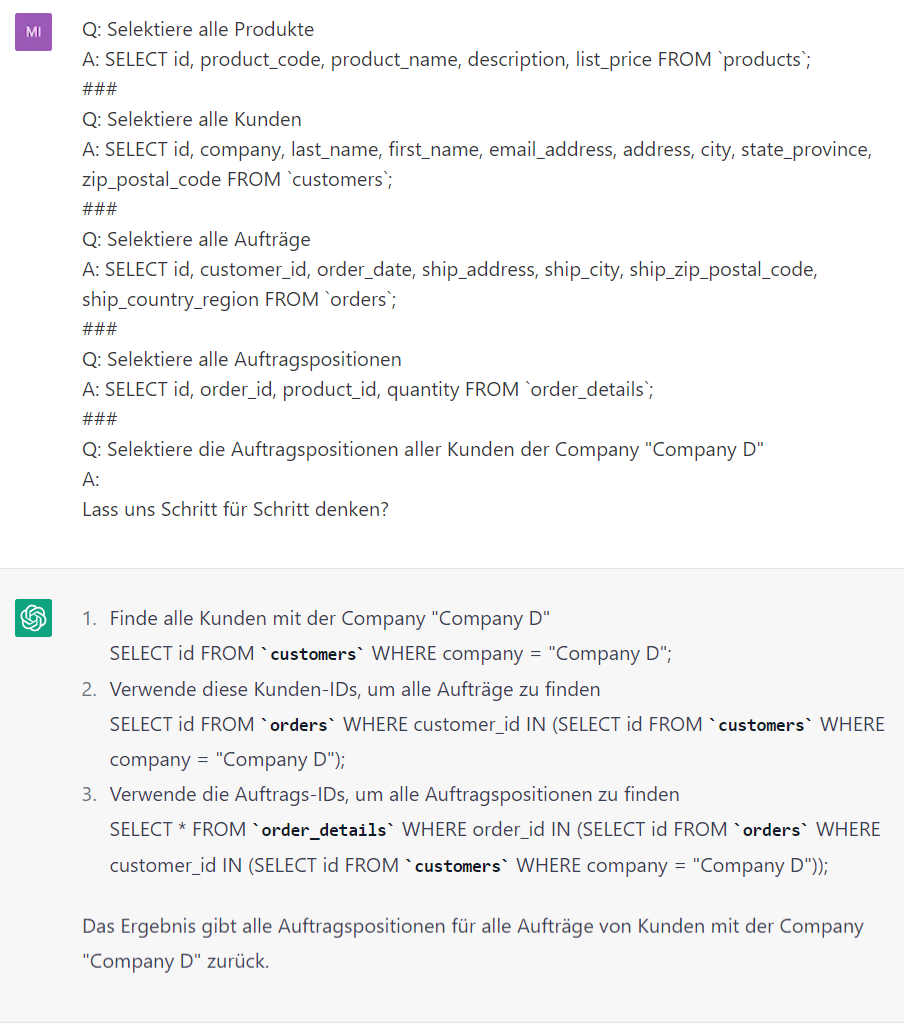 MI
Q: Selektiere alle Produkte
A: SELECT id, product_code, product_name, description, list_price FROM `products`;
###
Q: Selektiere alle Kunden
A: SELECT id, company, last_name, first_name, email_address, address, city, state_province,
zip_postal_code FROM `customers`;
###
Q: Selektiere alle Aufträge
A: SELECT id, customer_id, order_date, ship_address, ship_city, ship_zip_postal_code,
ship_country_region FROM `orders`;
###
Q: Selektiere alle Auftragspositionen
A: SELECT id, order_id, product_id, quantity FROM `order_details`;
###
Q: Selektiere die Auftragspositionen aller Kunden der Company "Company D"
A:
Lass uns Schritt für Schritt denken?
1. Finde alle Kunden mit der Company "Company D"
SELECT id FROM `customers` WHERE company = "Company D";
2. Verwende diese Kunden-IDs, um alle Aufträge zu finden
SELECT id FROM `orders` WHERE customer_id IN (SELECT id FROM `customers` WHERE
company = "Company D");
3. Verwende die Auftrags-IDs, um alle Auftragspositionen zu finden
SELECT * FROM `order_details` WHERE order_id IN (SELECT id FROM `orders` WHERE
customer_id IN (SELECT id FROM `customers` WHERE company = "Company D"));
Das Ergebnis gibt alle Auftragspositionen für alle Aufträge von Kunden mit der Company
"Company D" zurück.